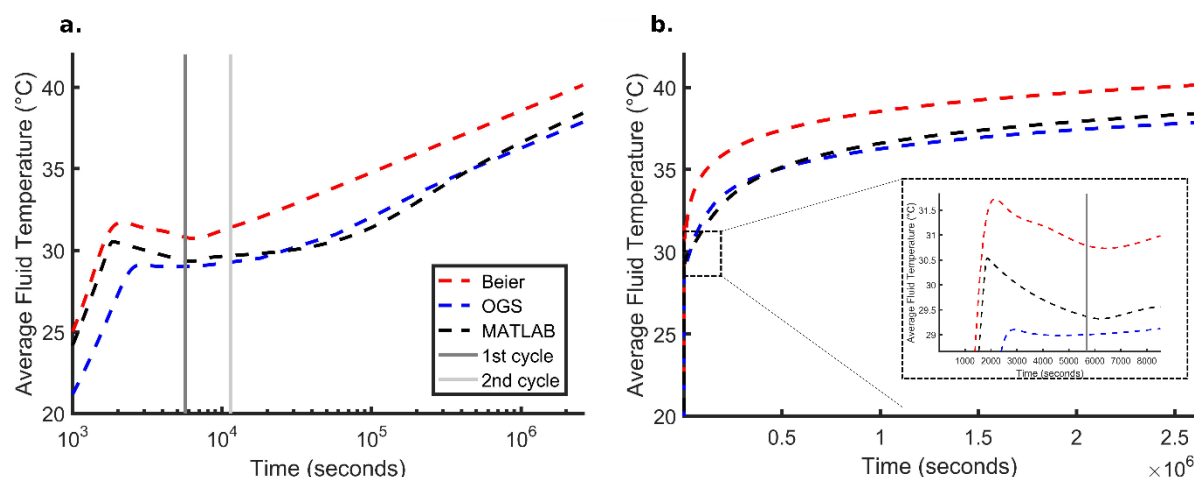 a.
Average Fluid Temperature (°C)
40
35
30
25
20
10³
10⁴
10⁵
10⁶
Time (seconds)
Beier
OGS
MATLAB
1st cycle
2nd cycle
b.
Average Fluid Temperature (°C)
40
35
30
25
20
0.5
1
1.5
2
2.5
×10⁶
Time (seconds)
Average Fluid Temperature (°C)
31.5
31
30.5
30
29.5
29
1000
2000
3000
4000
5000
6000
7000
8000
Time (seconds)